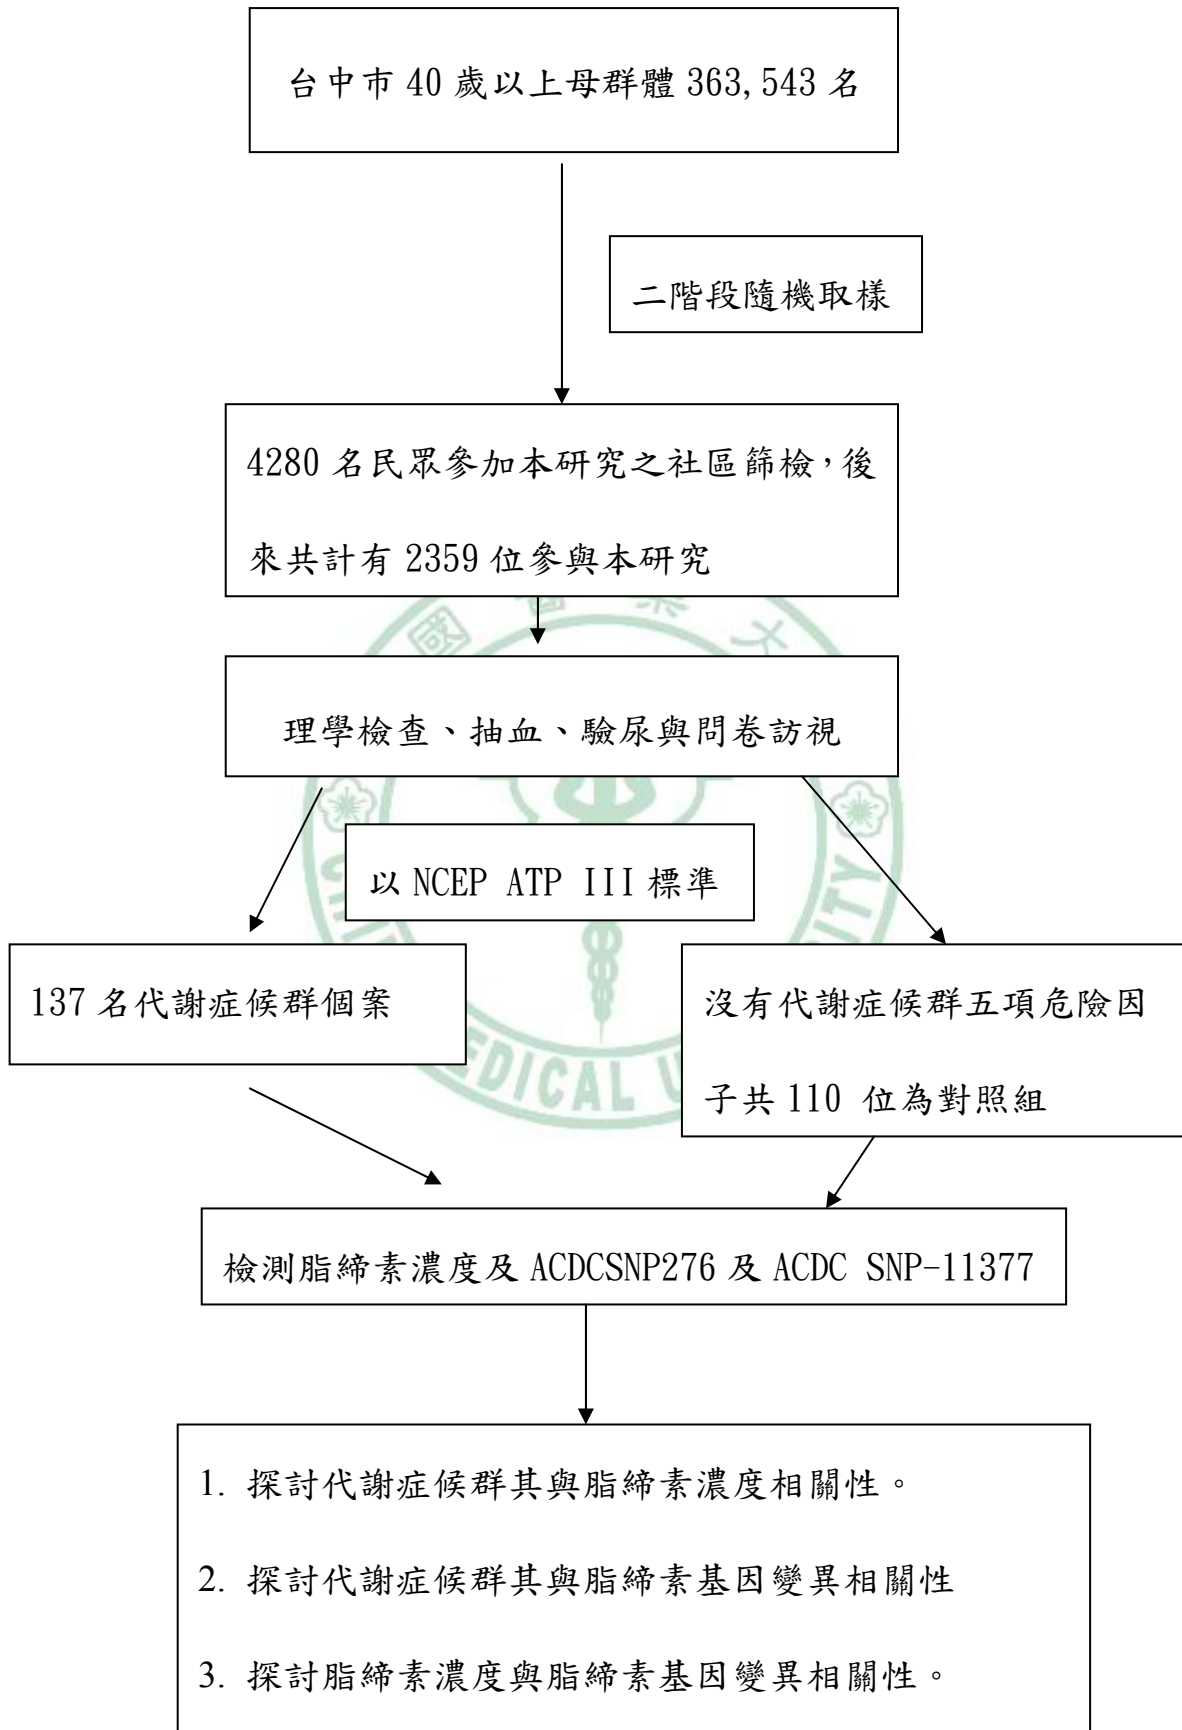 台中市 40 歲以上母群體 363,543 名
二階段隨機取樣
4280 名民眾參加本研究之社區篩檢，後
來共計有 2359 位參與本研究
理學檢查、抽血、驗尿與問卷訪視
以 NCEP ATP III 標準
137 名代謝症候群個案
沒有代謝症候群五項危險因
子共 110 位為對照組
檢測脂締素濃度及 ACDCSNP276 及 ACDC SNP-11377
1. 探討代謝症候群其與脂締素濃度相關性。
2. 探討代謝症候群其與脂締素基因變異相關性
3. 探討脂締素濃度與脂締素基因變異相關性。